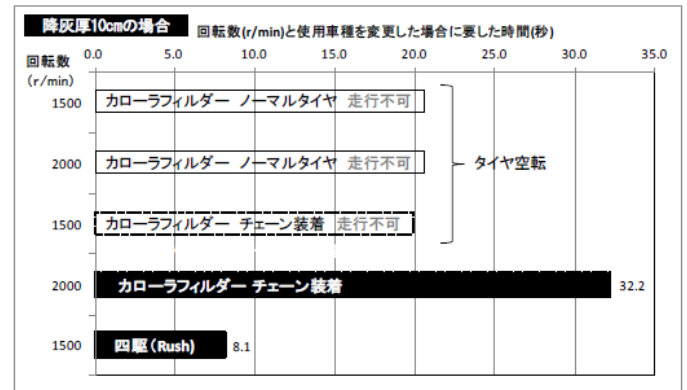 降灰厚10cmの場合 回転数(r/min)と使用車種を変更した場合に要した時間(秒)
回転数
(r/min)
0.0 5.0 10.0 15.0 20.0 25.0 30.0 35.0
1500 カローラフィルダー ノーマルタイヤ 走行不可
2000 カローラフィルダー ノーマルタイヤ 走行不可
タイヤ空転
1500 カローラフィルダー チェーン装着 走行不可
2000 カローラフィルダー チェーン装着 32.2
1500 四駆(Rush) 8.1